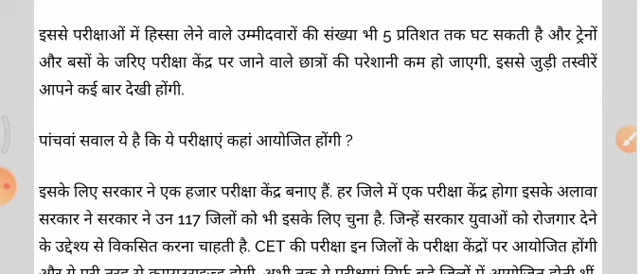 इससे परीक्षाओं में हिस्सा लेने वाले उम्मीदवारों की संख्या भी 5 प्रतिशत तक घट सकती है और ट्रेनों
और बसों के जरिए परीक्षा केंद्र पर जाने वाले छात्रों की परेशानी कम हो जाएगी, इससे जुड़ी तस्वीरें
आपने कई बार देखी होंगी.
पांचवां सवाल ये है कि ये परीक्षाएं कहां आयोजित होंगी ?
इसके लिए सरकार ने एक हजार परीक्षा केंद्र बनाए हैं. हर जिले में एक परीक्षा केंद्र होगा इसके अलावा
सरकार ने सरकार ने उन 117 जिलों को भी इसके लिए चुना है. जिन्हें सरकार युवाओं को रोजगार देने
के उद्देश्य से विकसित करना चाहती है. CET की परीक्षा इन जिलों के परीक्षा केंद्रों पर आयोजित होंगी